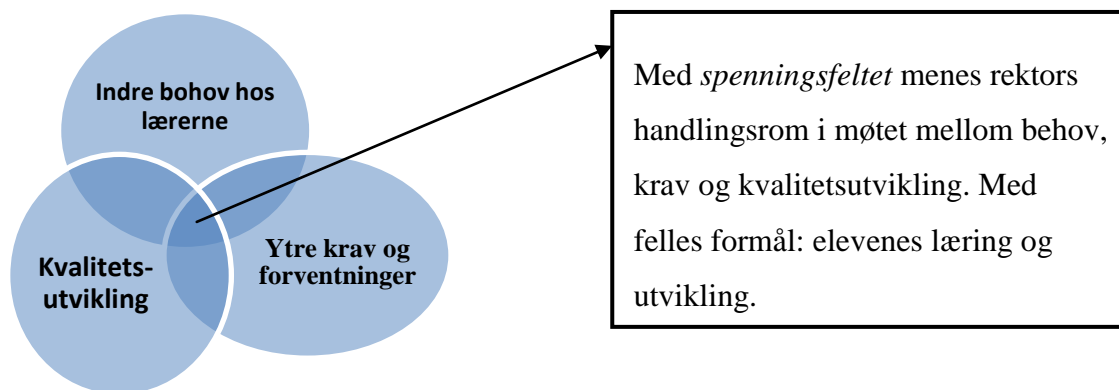 Indre bohov hos
lærerne
Kvalitets-
utvikling
Ytre krav og
forventninger
Med spenningsfeltet menes rektors
handlingsrom i møtet mellom behov,
krav og kvalitetsutvikling. Med
felles formål: elevenes læring og
utvikling.